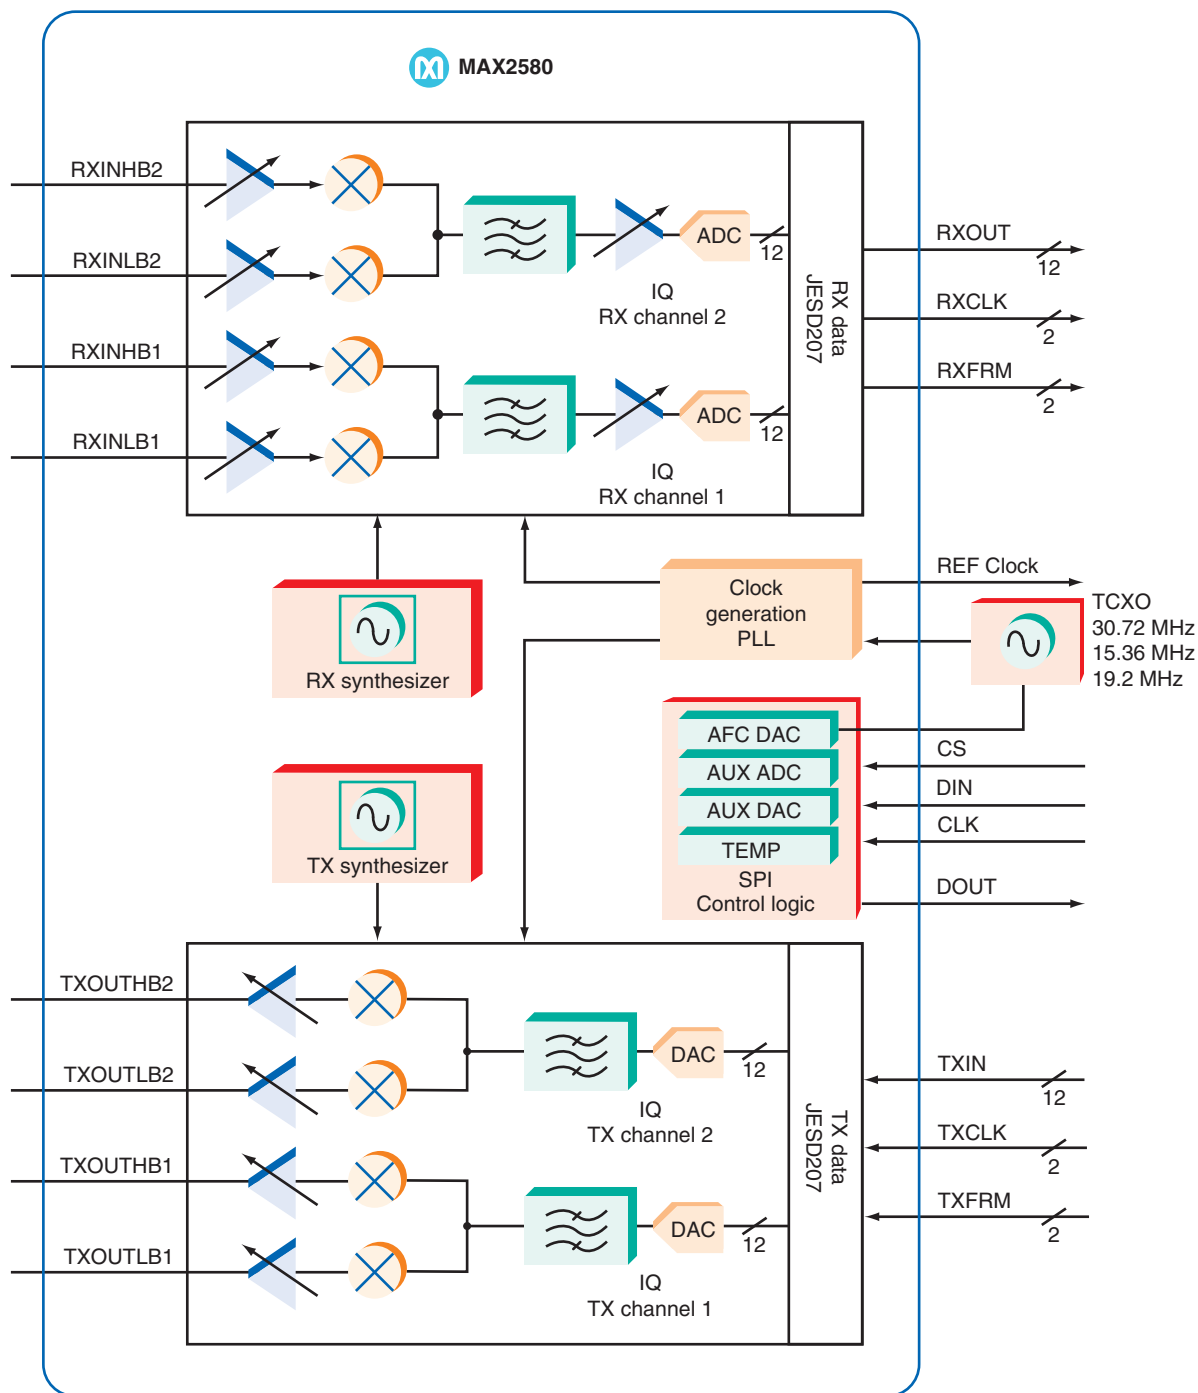 MAX2580
RXINHB2
RXINLB2
RXINHB1
RXINLB1
ADC
12
IQ
RX channel 2
ADC
12
IQ
RX channel 1
RX data
JESD207
RXOUT
12
RXCLK
2
RXFRM
2
RX synthesizer
Clock
generation
PLL
REF Clock
TCXO
30.72 MHz
15.36 MHz
19.2 MHz
TX synthesizer
AFC DAC
AUX ADC
AUX DAC
TEMP
SPI
Control logic
CS
DIN
CLK
DOUT
TXOUTHB2
TXOUTLB2
TXOUTHB1
TXOUTLB1
DAC
12
IQ
TX channel 2
DAC
12
IQ
TX channel 1
TX data
JESD207
TXIN
12
TXCLK
2
TXFRM
2